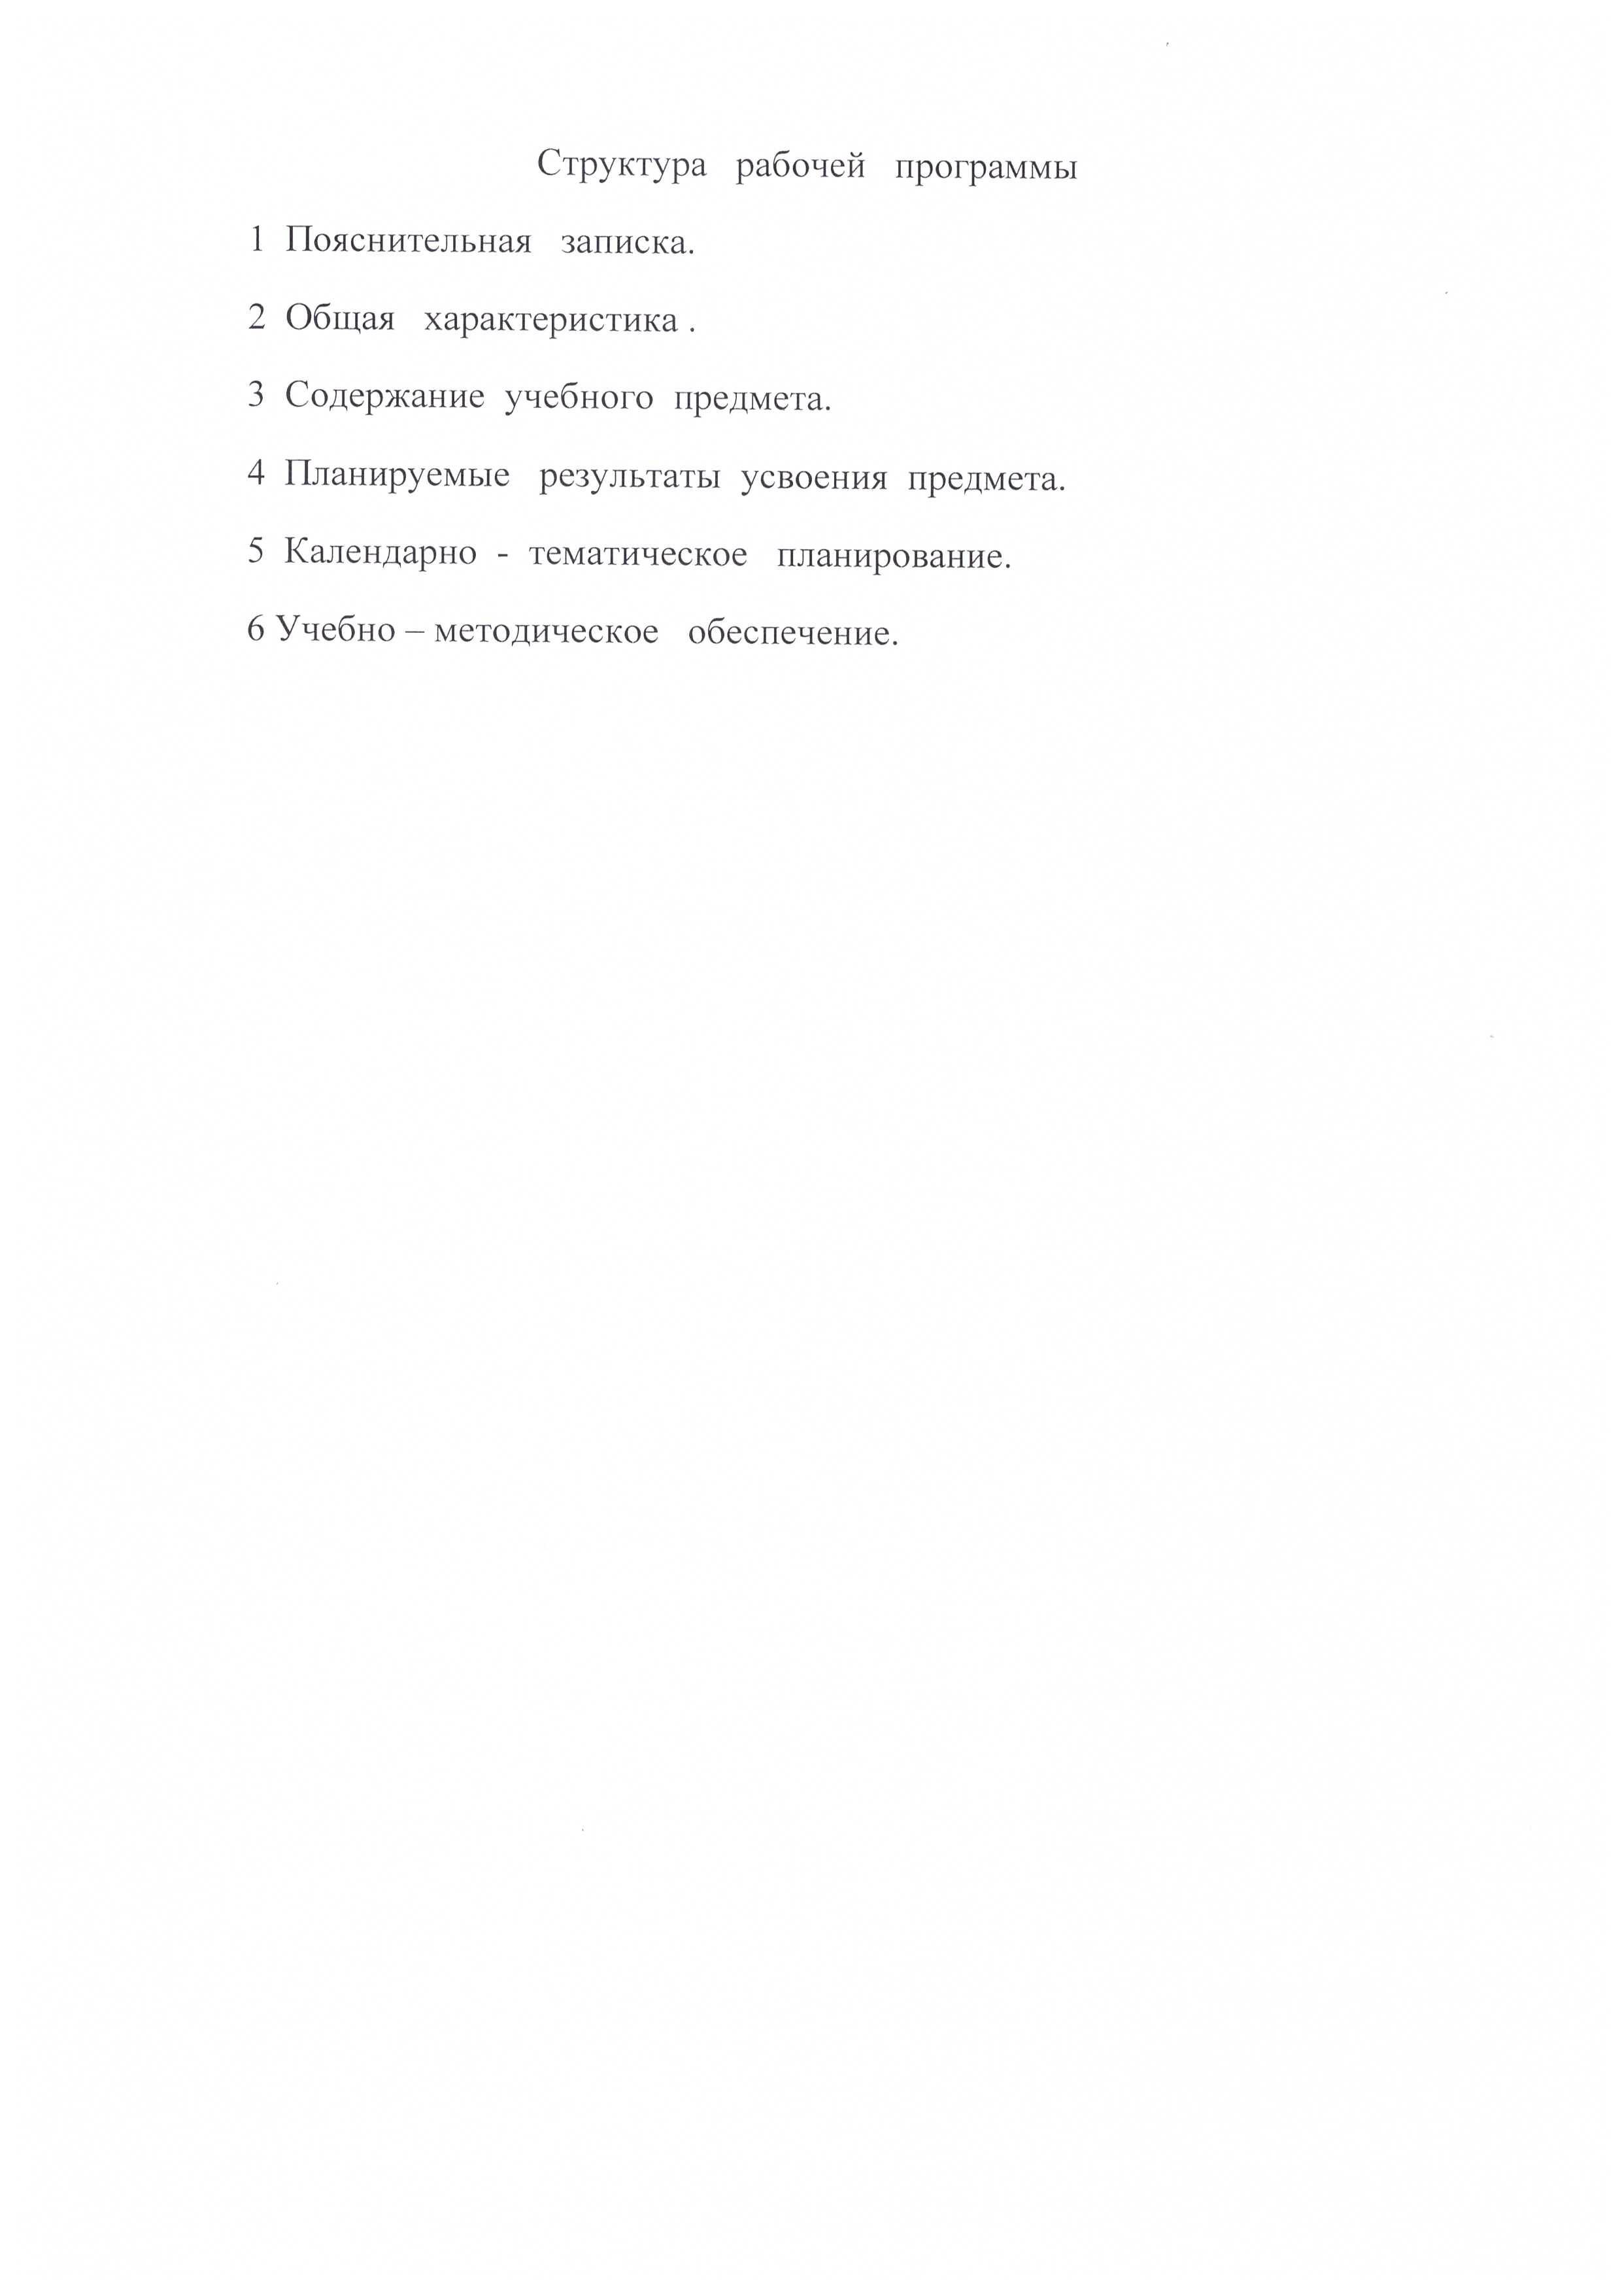 Структура рабочей программы
1 Пояснительная записка.
2 Общая характеристика .
3 Содержание учебного предмета.
4 Планируемые результаты усвоения предмета.
5 Календарно - тематическое планирование.
6 Учебно – методическое обеспечение.